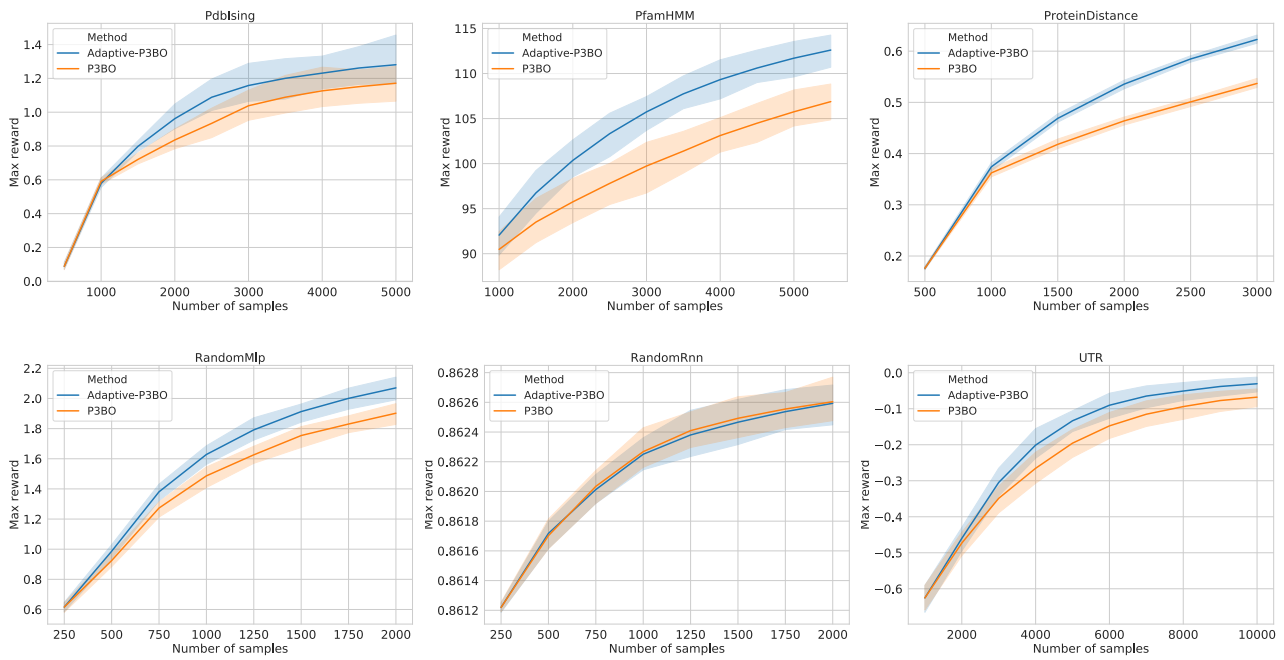 PdbIsing
Max reward
1.4
1.2
1.0
0.8
0.6
0.4
0.2
0.0
Method
Adaptive-P3BO
P3BO
1000
2000
3000
4000
5000
Number of samples
PfamHMM
Max reward
115
110
105
100
95
90
Method
Adaptive-P3BO
P3BO
1000
2000
3000
4000
5000
Number of samples
ProteinDistance
Max reward
0.6
0.5
0.4
0.3
0.2
Method
Adaptive-P3BO
P3BO
500
1000
1500
2000
2500
3000
Number of samples
RandomMlp
Max reward
2.2
2.0
1.8
1.6
1.4
1.2
1.0
0.8
0.6
Method
Adaptive-P3BO
P3BO
250
500
750
1000
1250
1500
1750
2000
Number of samples
RandomRnn
Max reward
0.8628
0.8626
0.8624
0.8622
0.8620
0.8618
0.8616
0.8614
0.8612
Method
Adaptive-P3BO
P3BO
250
500
750
1000
1250
1500
1750
2000
Number of samples
UTR
Max reward
0.0
−0.1
−0.2
−0.3
−0.4
−0.5
−0.6
Method
Adaptive-P3BO
P3BO
2000
4000
6000
8000
10000
Number of samples